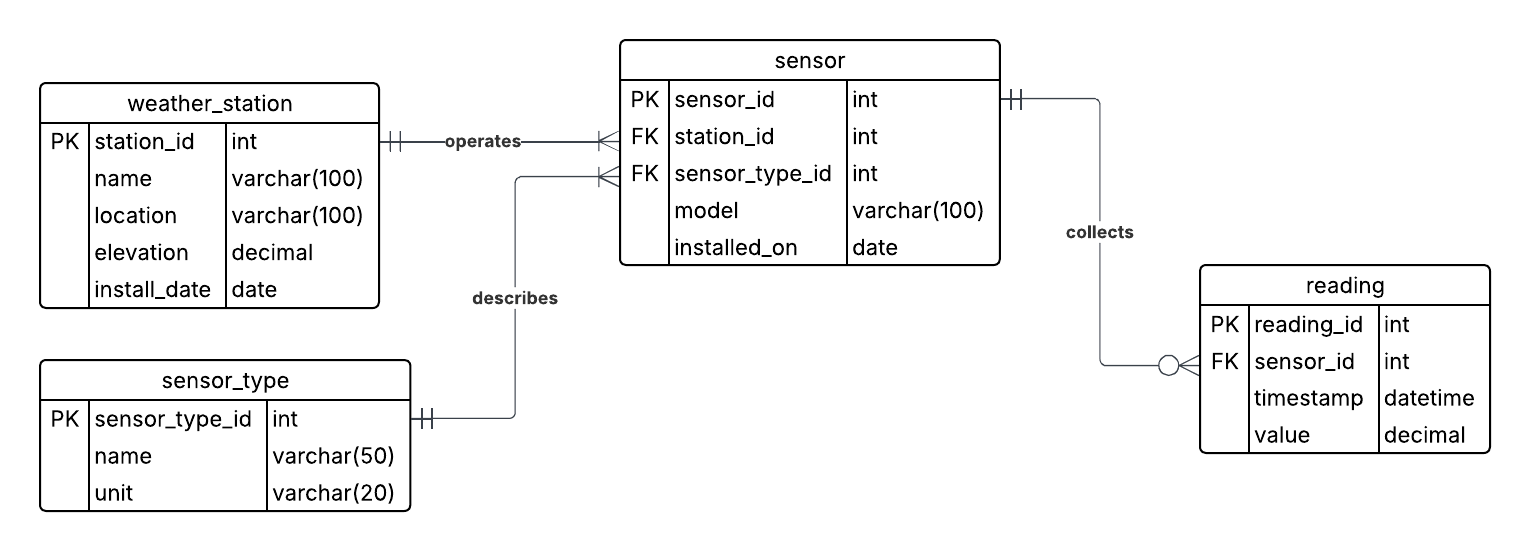 weather_station
PK station_id int
name varchar(100)
location varchar(100)
elevation decimal
install_date date
operates
sensor
PK sensor_id int
FK station_id int
FK sensor_type_id int
model varchar(100)
installed_on date
describes
collects
sensor_type
PK sensor_type_id int
name varchar(50)
unit varchar(20)
reading
PK reading_id int
FK sensor_id int
timestamp datetime
value decimal